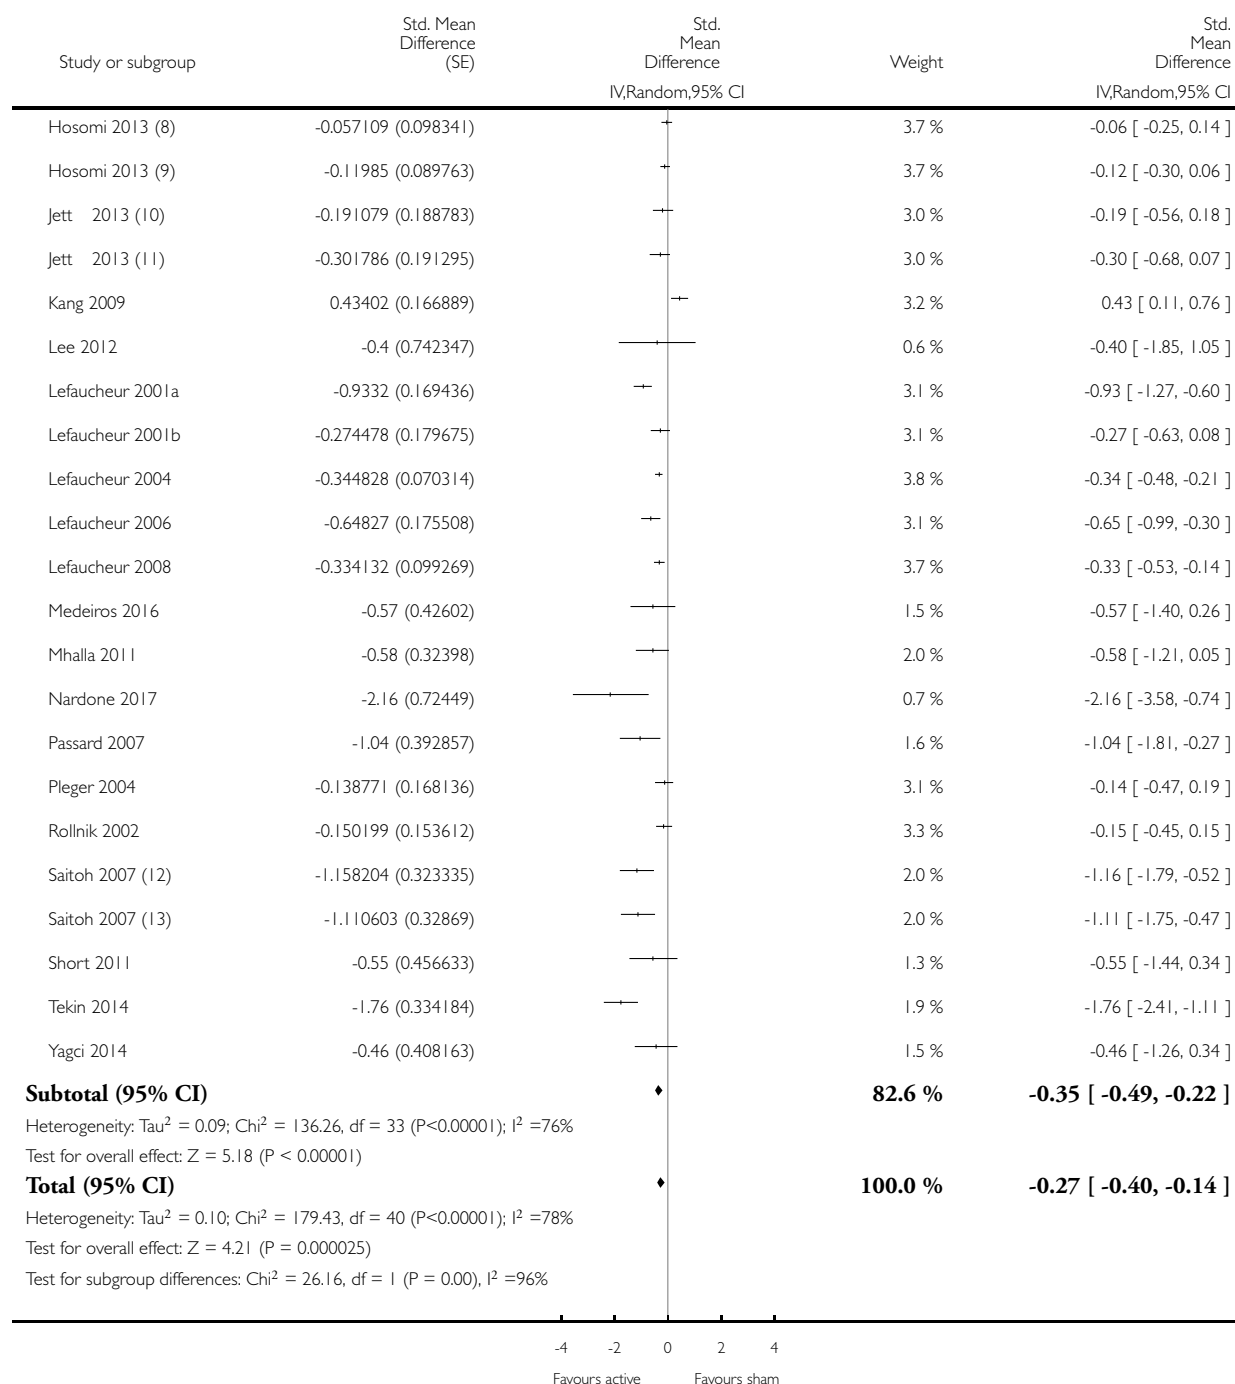 Study or subgroup Std. Mean Difference (SE) Std. Mean Difference Weight Std. Mean Difference
IV,Random,95% CI IV,Random,95% CI
Hosomi 2013 (8) -0.057109 (0.098341) 3.7 % -0.06 [ -0.25, 0.14 ]
Hosomi 2013 (9) -0.11985 (0.089763) 3.7 % -0.12 [ -0.30, 0.06 ]
Jett 2013 (10) -0.191079 (0.188783) 3.0 % -0.19 [ -0.56, 0.18 ]
Jett 2013 (11) -0.301786 (0.191295) 3.0 % -0.30 [ -0.68, 0.07 ]
Kang 2009 0.43402 (0.166889) 3.2 % 0.43 [ 0.11, 0.76 ]
Lee 2012 -0.4 (0.742347) 0.6 % -0.40 [ -1.85, 1.05 ]
Lefaucheur 2001a -0.9332 (0.169436) 3.1 % -0.93 [ -1.27, -0.60 ]
Lefaucheur 2001b -0.274478 (0.179675) 3.1 % -0.27 [ -0.63, 0.08 ]
Lefaucheur 2004 -0.344828 (0.070314) 3.8 % -0.34 [ -0.48, -0.21 ]
Lefaucheur 2006 -0.64827 (0.175508) 3.1 % -0.65 [ -0.99, -0.30 ]
Lefaucheur 2008 -0.334132 (0.099269) 3.7 % -0.33 [ -0.53, -0.14 ]
Medeiros 2016 -0.57 (0.42602) 1.5 % -0.57 [ -1.40, 0.26 ]
Mhalla 2011 -0.58 (0.32398) 2.0 % -0.58 [ -1.21, 0.05 ]
Nardone 2017 -2.16 (0.72449) 0.7 % -2.16 [ -3.58, -0.74 ]
Passard 2007 -1.04 (0.392857) 1.6 % -1.04 [ -1.81, -0.27 ]
Pleger 2004 -0.138771 (0.168136) 3.1 % -0.14 [ -0.47, 0.19 ]
Rollnik 2002 -0.150199 (0.153612) 3.3 % -0.15 [ -0.45, 0.15 ]
Saitoh 2007 (12) -1.158204 (0.323335) 2.0 % -1.16 [ -1.79, -0.52 ]
Saitoh 2007 (13) -1.110603 (0.32869) 2.0 % -1.11 [ -1.75, -0.47 ]
Short 2011 -0.55 (0.456633) 1.3 % -0.55 [ -1.44, 0.34 ]
Tekin 2014 -1.76 (0.334184) 1.9 % -1.76 [ -2.41, -1.11 ]
Yagci 2014 -0.46 (0.408163) 1.5 % -0.46 [ -1.26, 0.34 ]
Subtotal (95% CI) 82.6 % -0.35 [ -0.49, -0.22 ]
Heterogeneity: Tau² = 0.09; Chi² = 136.26, df = 33 (P<0.00001); I² =76%
Test for overall effect: Z = 5.18 (P < 0.00001)
Total (95% CI) 100.0 % -0.27 [ -0.40, -0.14 ]
Heterogeneity: Tau² = 0.10; Chi² = 179.43, df = 40 (P<0.00001); I² =78%
Test for overall effect: Z = 4.21 (P = 0.000025)
Test for subgroup differences: Chi² = 26.16, df = 1 (P = 0.00), I² =96%
-4 -2 0 2 4
Favours active Favours sham